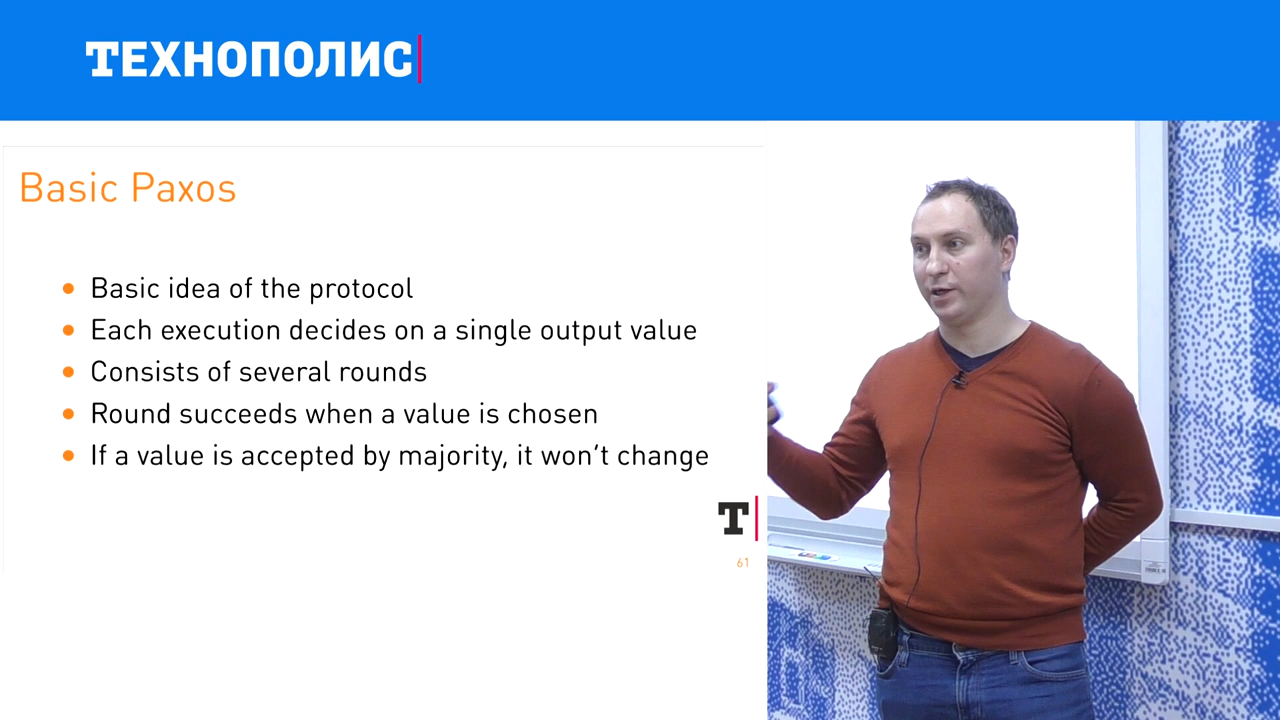 ТЕХНОПОЛИС
Basic Paxos
Basic idea of the protocol
Each execution decides on a single output value
Consists of several rounds
Round succeeds when a value is chosen
If a value is accepted by majority, it won't change
Т
61